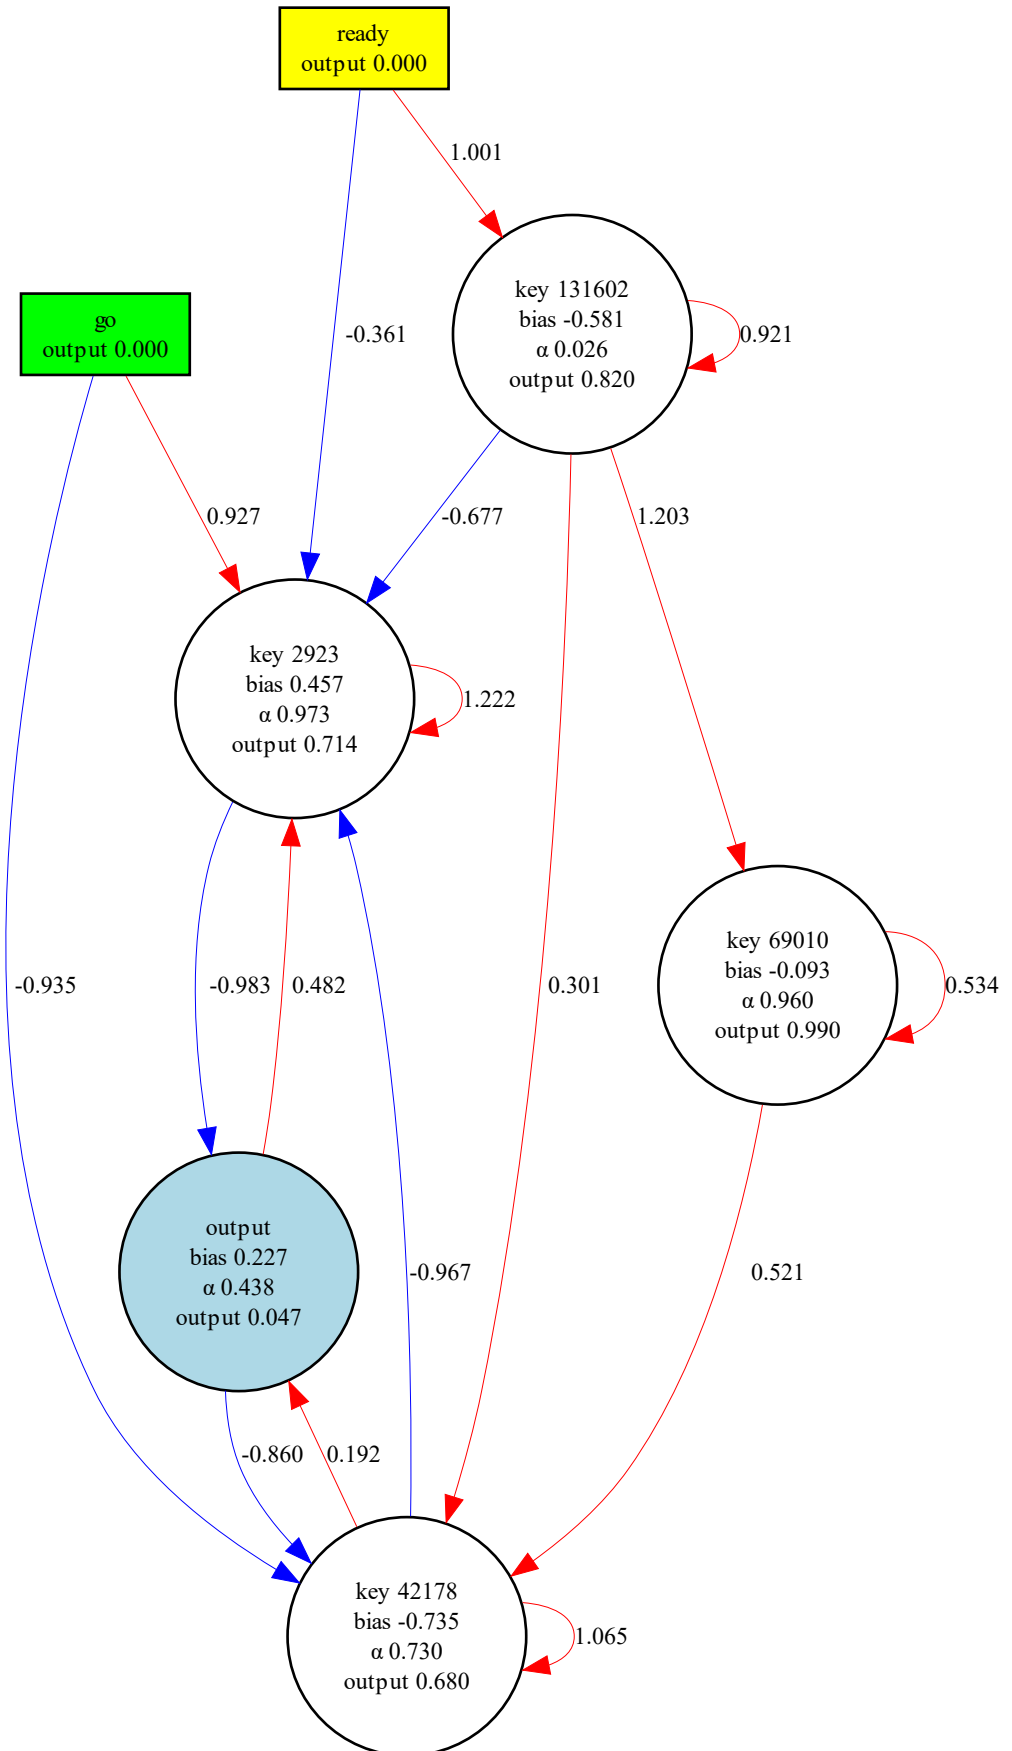 ready
output 0.000
1.001
key 131602
bias -0.581
α 0.026
output 0.820
0.921
go
output 0.000
-0.361
0.927
-0.677
1.203
key 2923
bias 0.457
α 0.973
output 0.714
1.222
key 69010
bias -0.093
α 0.960
output 0.990
0.534
-0.935
-0.983
0.482
0.301
output
bias 0.227
α 0.438
output 0.047
-0.967
0.521
-0.860
0.192
key 42178
bias -0.735
α 0.730
output 0.680
1.065